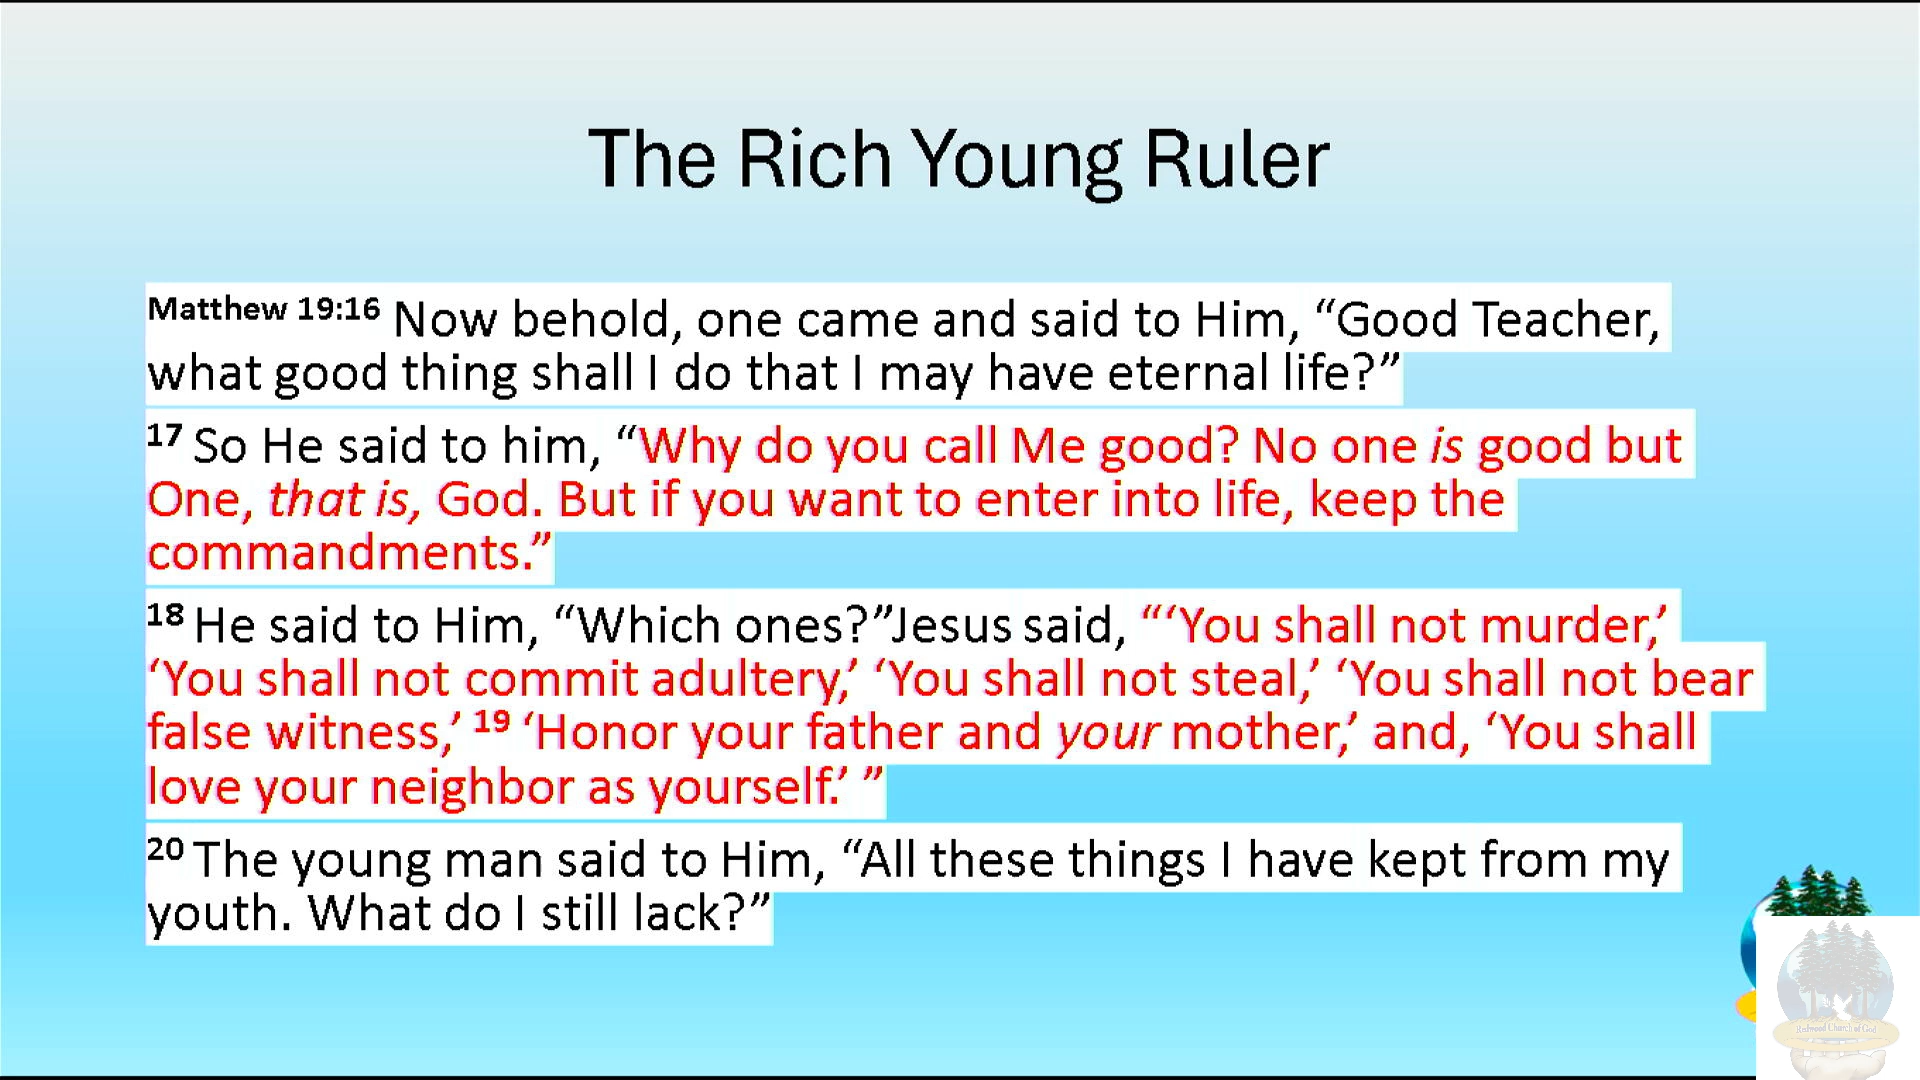 The Rich Young Ruler
Matthew 19:16 Now behold, one came and said to Him, “Good Teacher,
what good thing shall I do that I may have eternal life?”
17 So He said to him, “Why do you call Me good? No one is good but
One, that is, God. But if you want to enter into life, keep the
commandments.”
18 He said to Him, “Which ones?”Jesus said, “‘You shall not murder,’
‘You shall not commit adultery,’ ‘You shall not steal,’ ‘You shall not bear
false witness,’ 19 ‘Honor your father and your mother,’ and, ‘You shall
love your neighbor as yourself.’ ”
20 The young man said to Him, “All these things I have kept from my
youth. What do I still lack?”
Redwood Church of God